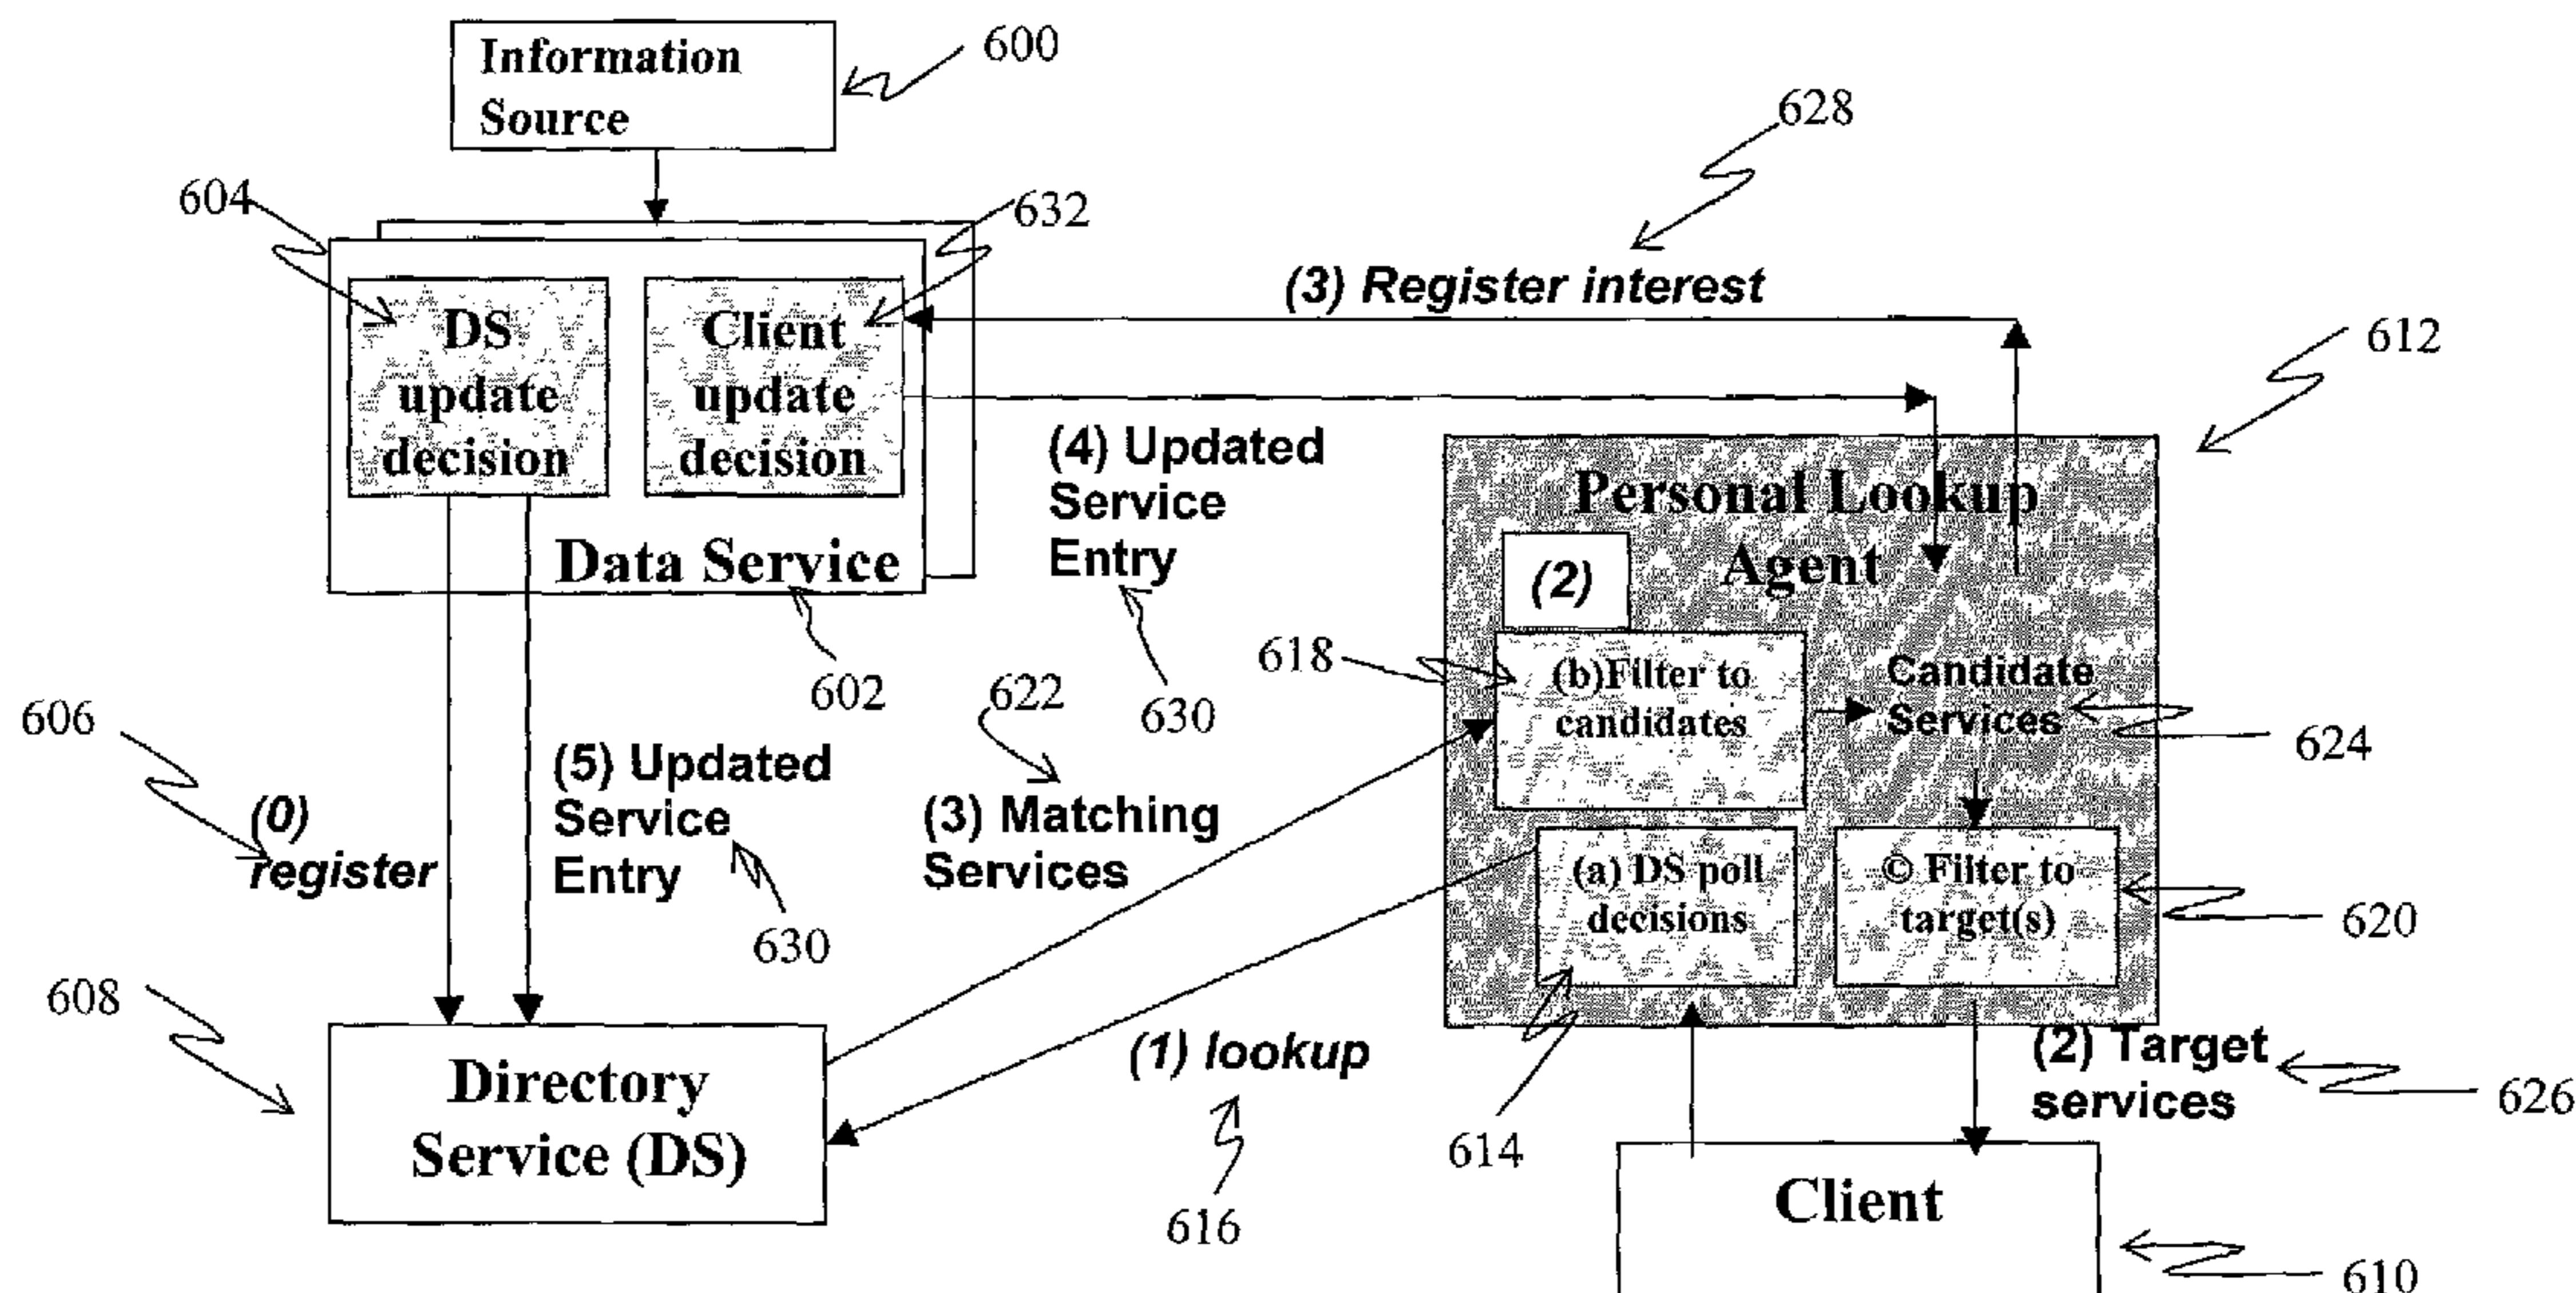 Information
Source
600
628
604
632
(3) Register interest
612
DS
update
decision
Client
update
decision
Data Service
(4) Updated
Service
Entry
Personal Lookup
Agent
(2)
618
(b)Filter to
candidates
Candidate
Services
624
602
622
630
606
(0)
register
(5) Updated
Service
Entry
630
(3) Matching
Services
(a) DS poll
decisions
© Filter to
target(s)
620
608
Directory
Service (DS)
(1) lookup
616
614
(2) Target
services
626
Client
610